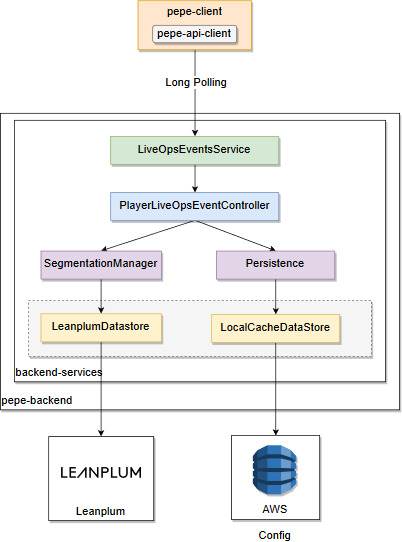 pepe-client
pepe-api-client
Long Polling
LiveOpsEventsService
PlayerLiveOpsEventController
SegmentationManager
Persistence
LeanplumDatastore
LocalCacheDataStore
backend-services
pepe-backend
LEANPLUM
Leanplum
AWS
Config